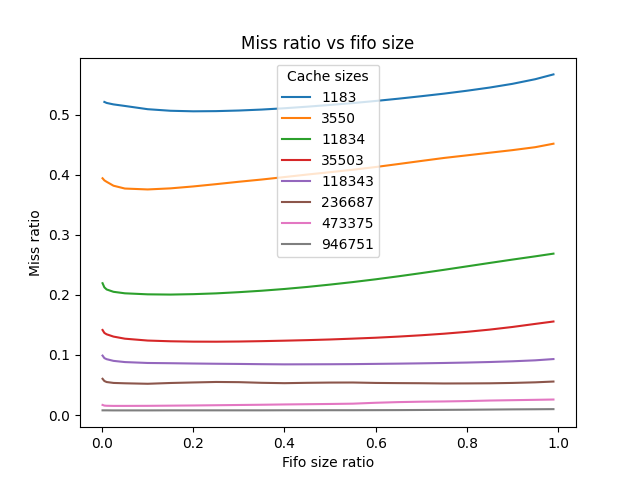 Miss ratio vs fifo size
Cache sizes
1183
3550
11834
35503
118343
236687
473375
946751
Miss ratio
0.5
0.4
0.3
0.2
0.1
0.0
0.0 0.2 0.4 0.6 0.8 1.0
Fifo size ratio